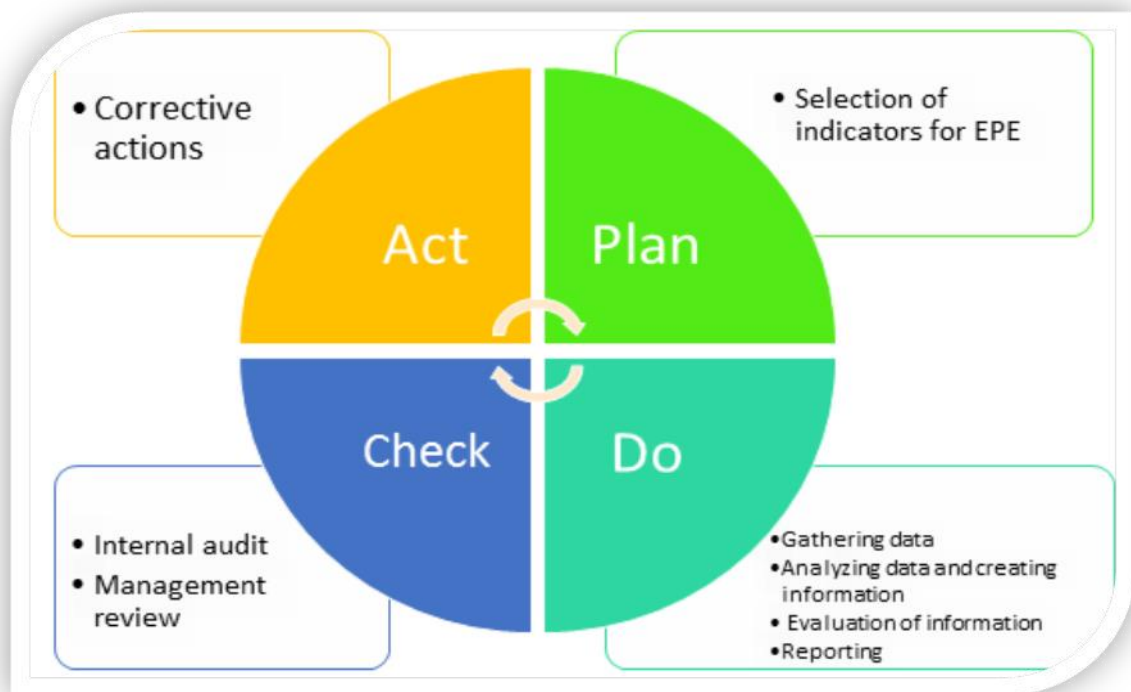 • Corrective
actions
• Selection of
indicators for EPE
Act
Plan
Check
Do
• Internal audit
• Management
review
•Gathering data
•Analyzing data and creating
information
• Evaluation of information
•Reporting